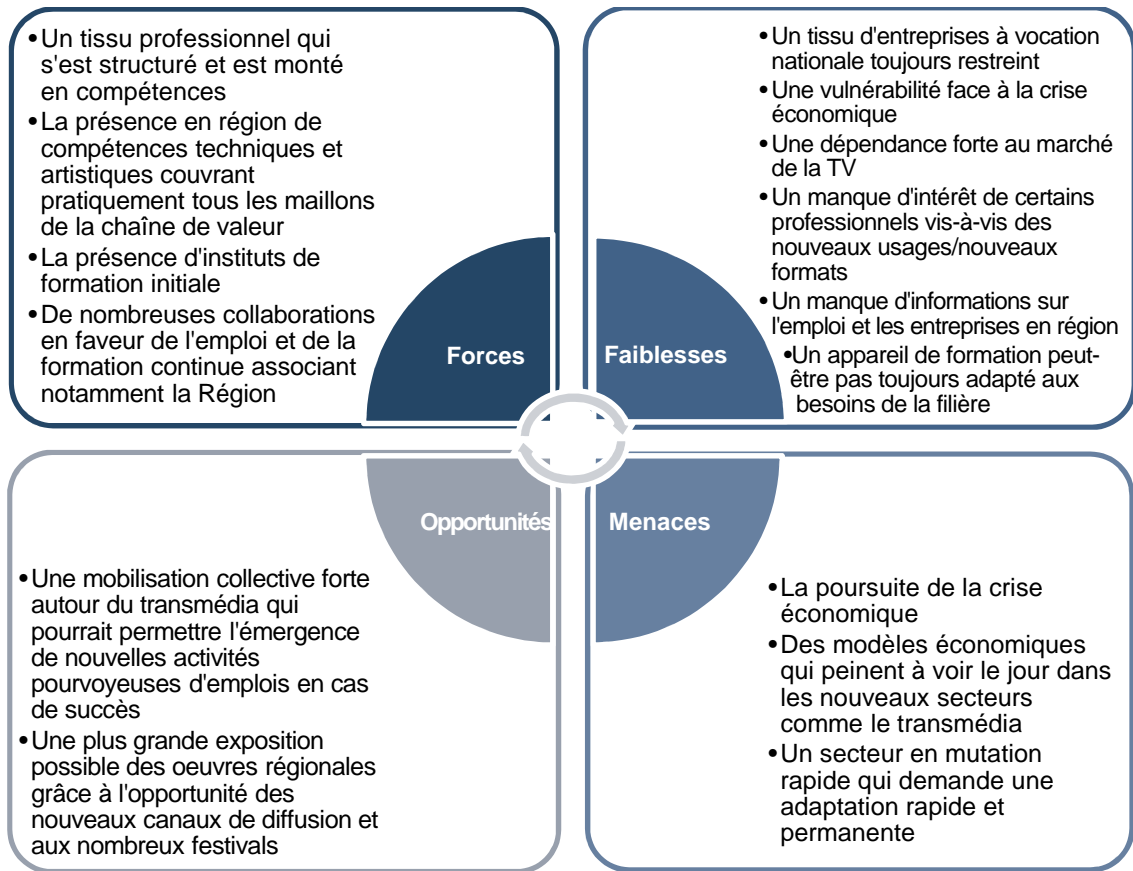 •Un tissu professionnel qui
s'est structuré et est monté
en compétences
•La présence en région de
compétences techniques et
artistiques couvrant
pratiquement tous les maillons
de la chaîne de valeur
•La présence d'instituts de
formation initiale
•De nombreuses collaborations
en faveur de l'emploi et de la
formation continue associant
notamment la Région
Forces
•Un tissu d'entreprises à vocation
nationale toujours restreint
•Une vulnérabilité face à la crise
économique
•Une dépendance forte au marché
de la TV
•Un manque d'intérêt de certains
professionnels vis-à-vis des
nouveaux usages/nouveaux
formats
•Un manque d'informations sur
l'emploi et les entreprises en région
•Un appareil de formation peut-
être pas toujours adapté aux
besoins de la filière
Faiblesses
Opportunités
•Une mobilisation collective forte
autour du transmédia qui
pourrait permettre l'émergence
de nouvelles activités
pourvoyeuses d'emplois en cas
de succès
•Une plus grande exposition
possible des oeuvres régionales
grâce à l'opportunité des
nouveaux canaux de diffusion et
aux nombreux festivals
Menaces
•La poursuite de la crise
économique
•Des modèles économiques
qui peinent à voir le jour dans
les nouveaux secteurs
comme le transmédia
•Un secteur en mutation
rapide qui demande une
adaptation rapide et
permanente